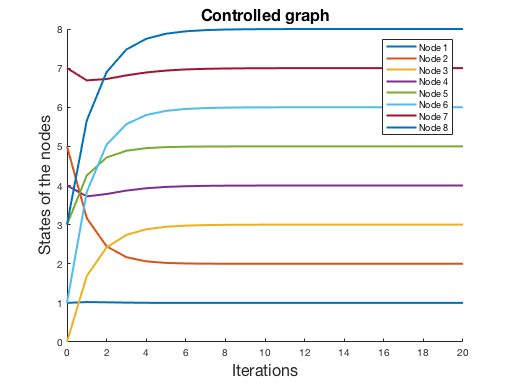 Controlled graph
States of the nodes
8
7
6
5
4
3
2
1
0
Node 1
Node 2
Node 3
Node 4
Node 5
Node 6
Node 7
Node 8
0 2 4 6 8 10 12 14 16 18 20
Iterations